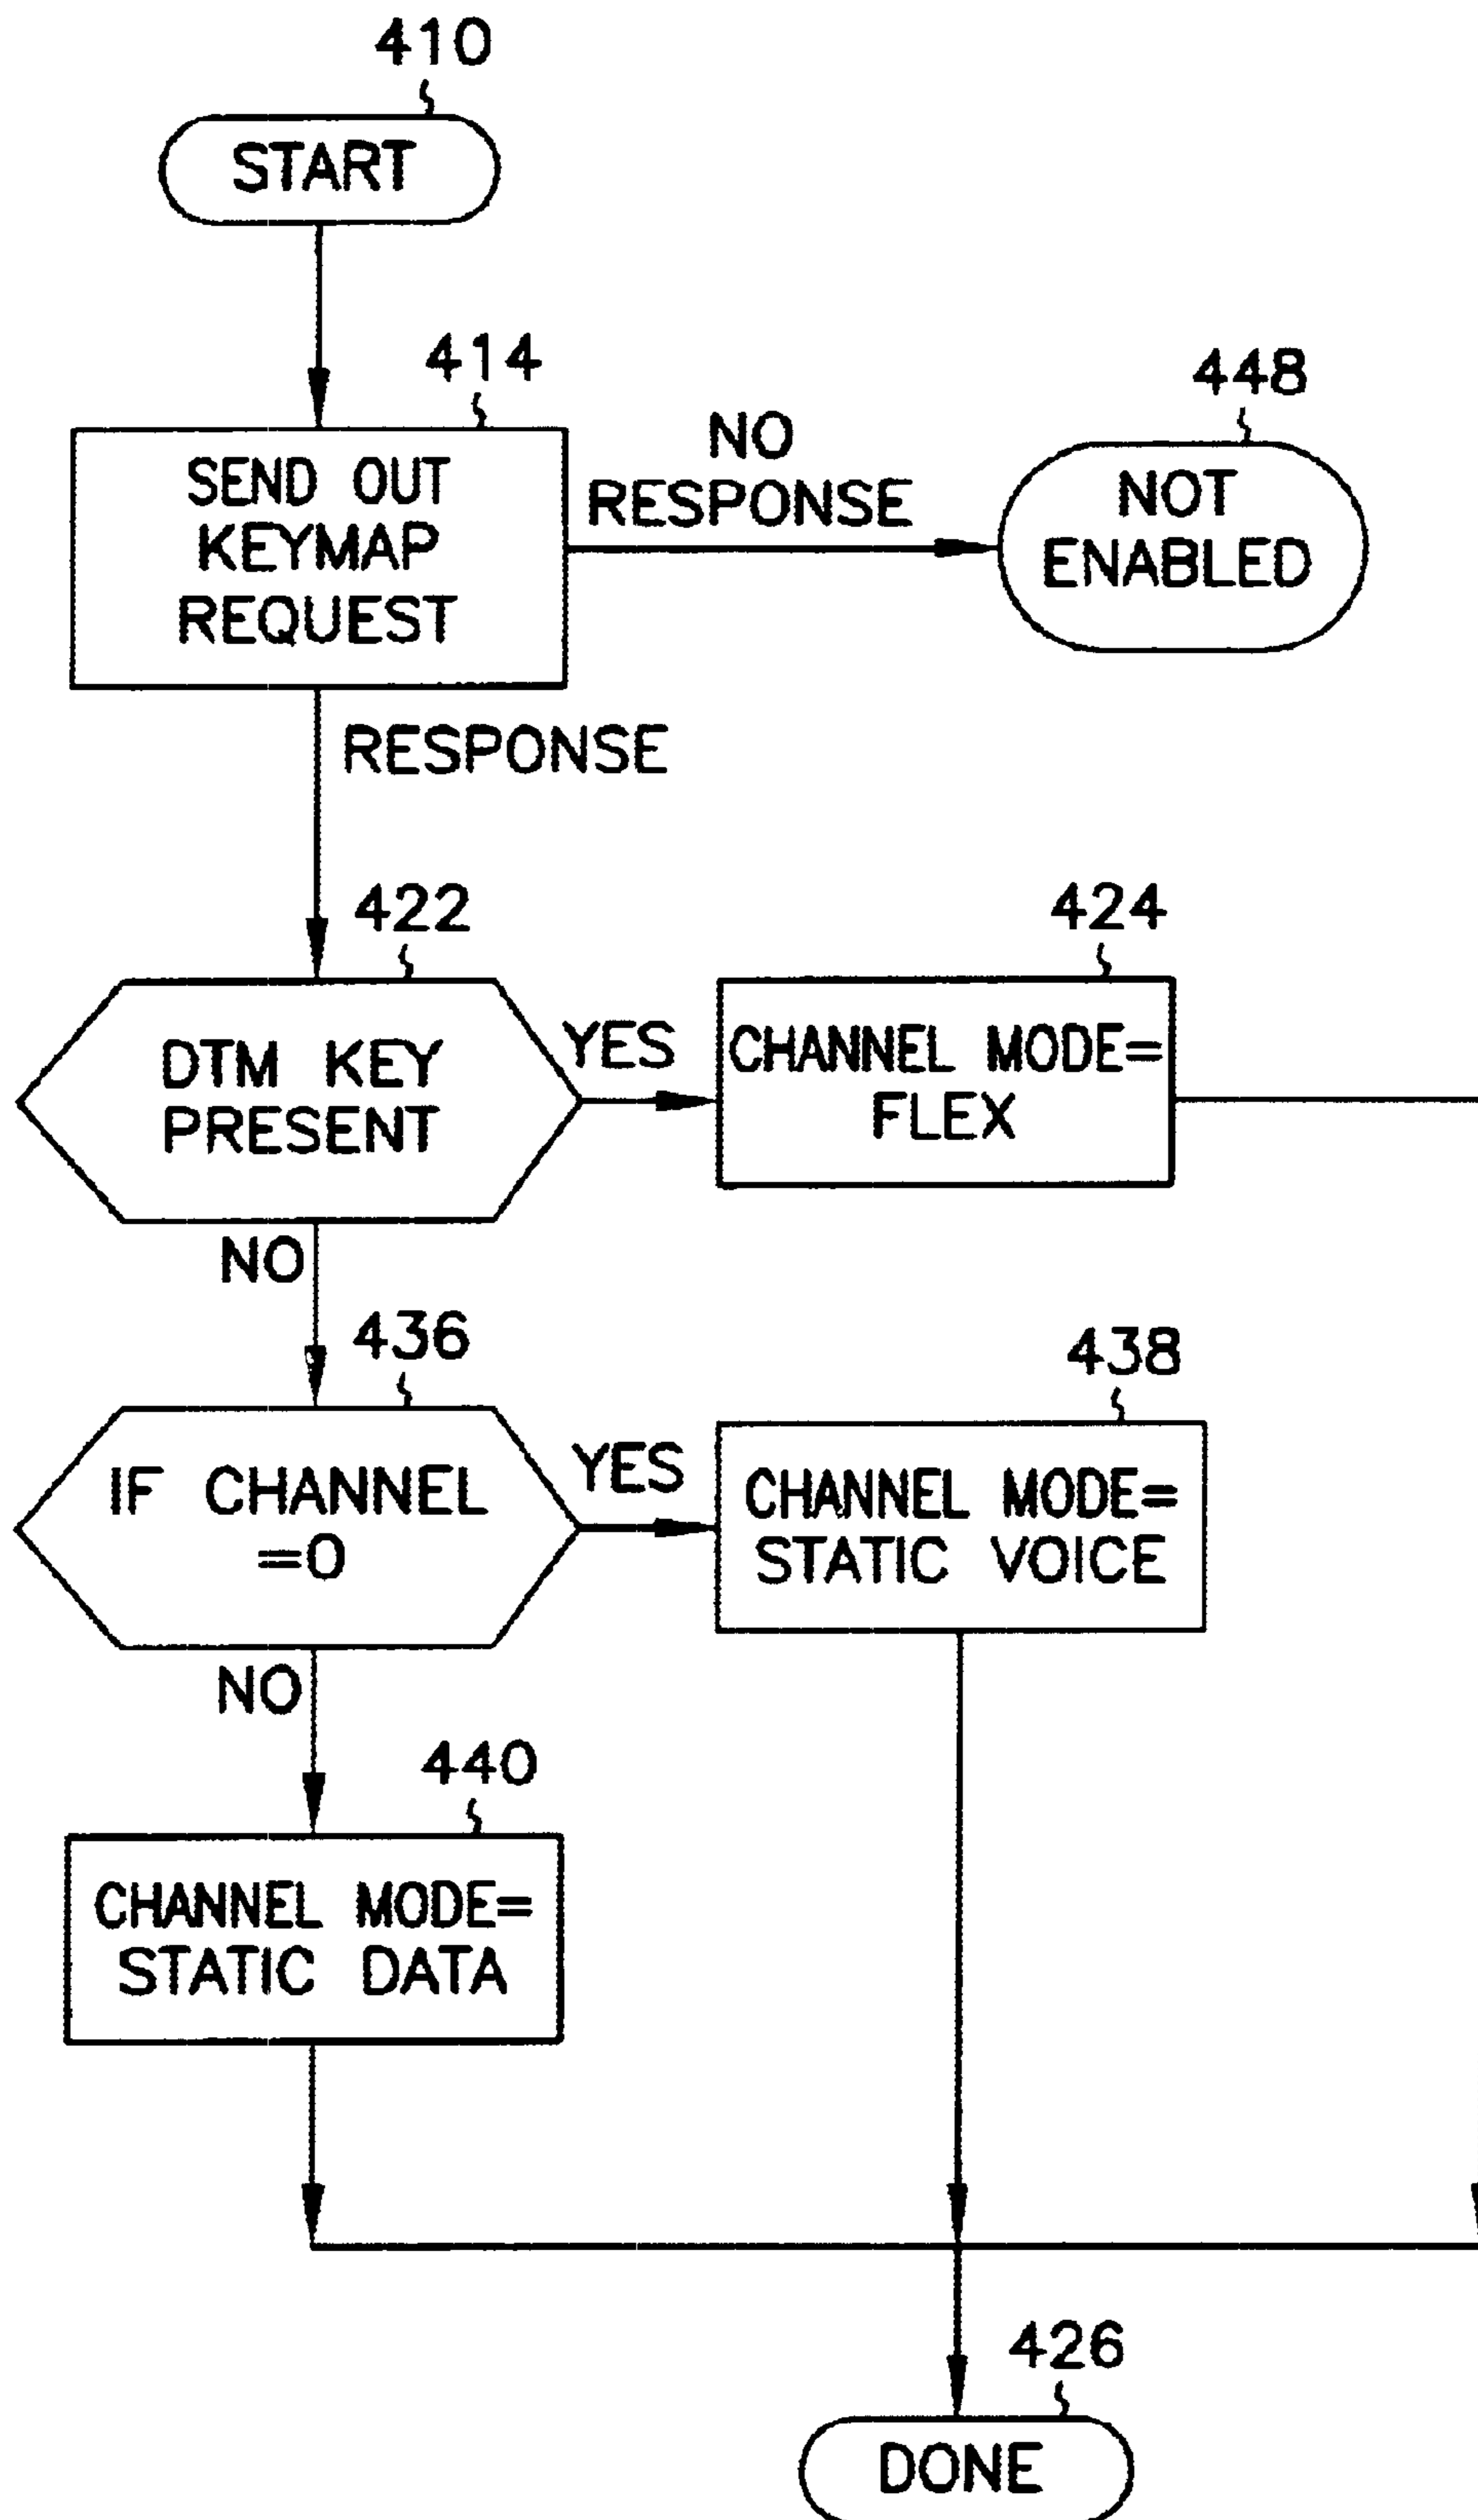 410
START
414
SEND OUT
KEYMAP
REQUEST
NO
RESPONSE
448
NOT
ENABLED
RESPONSE
422
DTM KEY
PRESENT
YES
424
CHANNEL MODE=
FLEX
NO
436
IF CHANNEL
=0
YES
438
CHANNEL MODE=
STATIC VOICE
NO
440
CHANNEL MODE=
STATIC DATA
426
DONE